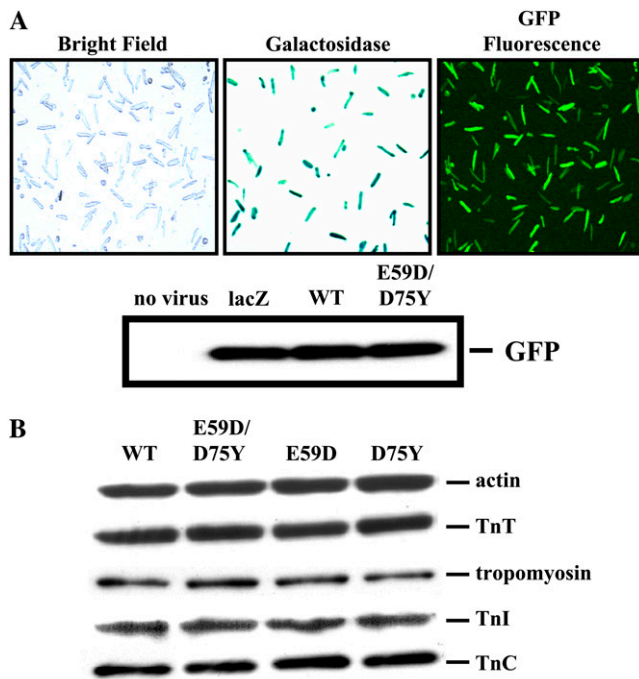 A
Bright Field
Galactosidase
GFP
Fluorescence
no virus
lacZ
WT
E59D/
D75Y
GFP
B
WT
E59D/
D75Y
E59D
D75Y
actin
TnT
tropomyosin
TnI
TnC